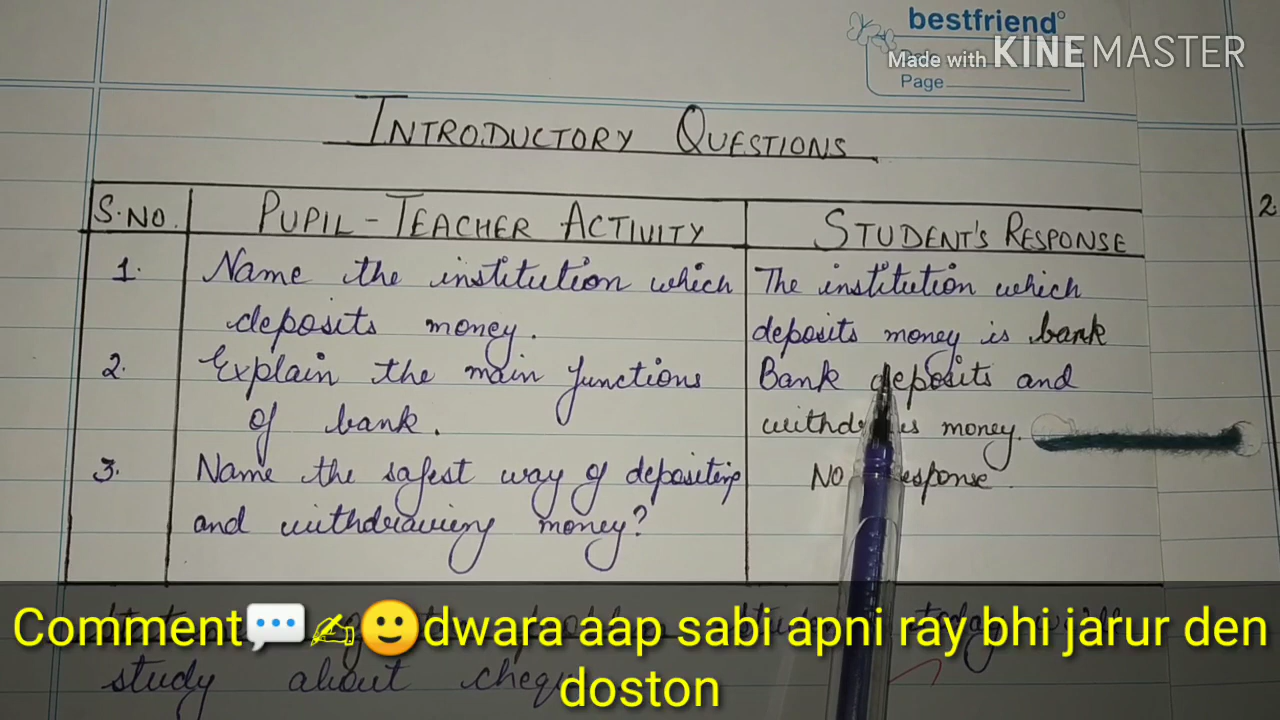 bestfriend
Made with KINEMASTER
Page
INTRODUCTORY QUESTIONS
S.NO. PUPIL-TEACHER ACTIVITY STUDENT'S RESPONSE
1. Name the institution which deposits money. The institution which deposits money is bank
2. Explain the main functions of bank. Bank deposits and money.
3. Name the safest way of depositing and withdrawing money? No
study about
Comment💬✍🙂dwara aap sabi apni ray bhi jarur den
doston
2.